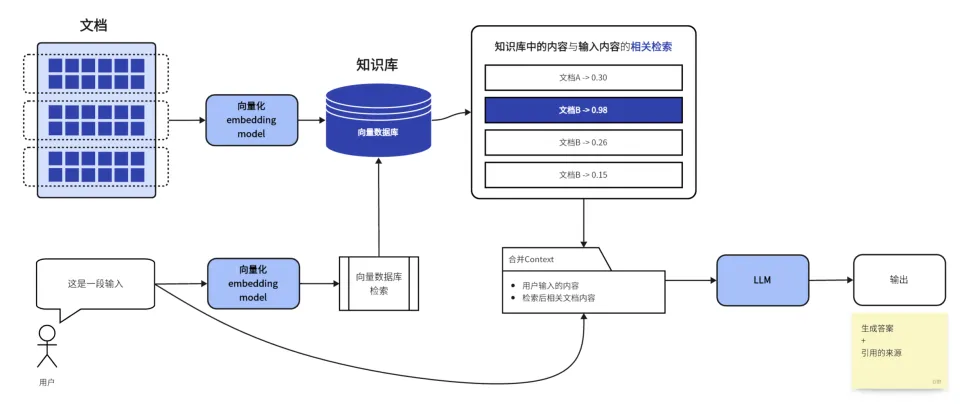 文档
知识库
向量化
embedding
model
向量数据库
知识库中的内容与输入内容的相关检索
文档A -> 0.30
文档B -> 0.98
文档B -> 0.26
文档B -> 0.15
这是一段输入
用户
向量化
embedding
model
向量数据库
检索
合并Context
用户输入的内容
检索后相关文档内容
LLM
输出
生成答案
+
引用的来源